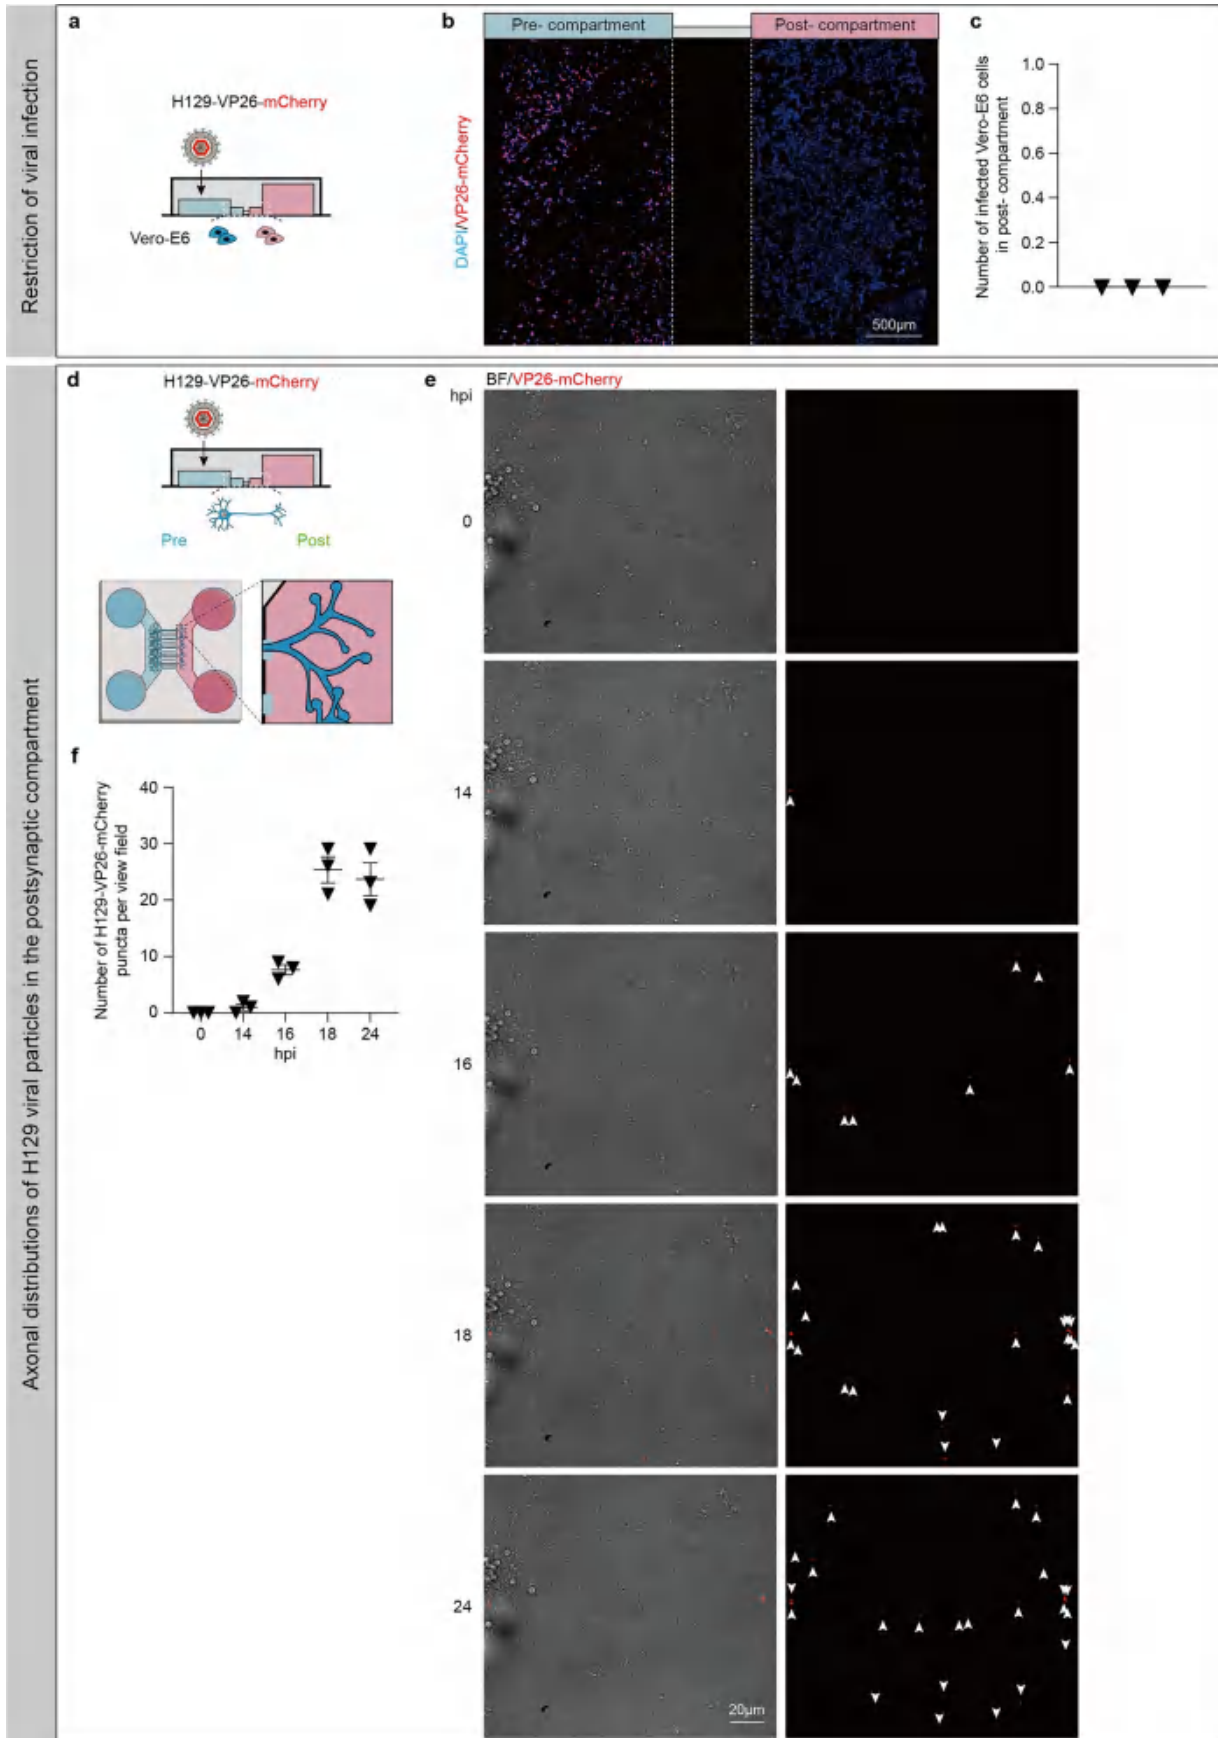 Restriction of viral infection
a
H129-VP26-mCherry
Vero-E6
b
Pre- compartment
Post- compartment
DAPI/VP26-mCherry
500µm
c
Number of infected Vero-E6 cells
in post- compartment
1.0
0.8
0.6
0.4
0.2
0.0
Axonal distributions of H129 viral particles in the postsynaptic compartment
d
H129-VP26-mCherry
Pre
Post
e
BF/VP26-mCherry
hpi
0
14
16
18
24
20µm
f
Number of H129-VP26-mCherry
puncta per view field
40
30
20
10
0
0 14 16 18 24
hpi